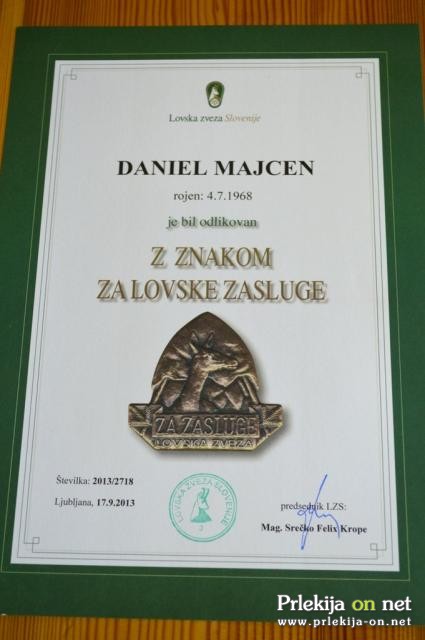 Lovska zveza Slovenije
DANIEL MAJCEN
rojen: 4.7.1968
je bil odlikovan
Z ZNAKOM
ZA LOVSKE ZASLUGE
ZA ZASLUGE
LOVSKA ZVEZA
Številka: 2013/2718
Ljubljana, 17.9.2013
LOVSKA ZVEZA SLOVENIJE
3
predsednik LZS:
Mag. Srečko Felix Krope
Prlekija on net
www.prlekija-on.net